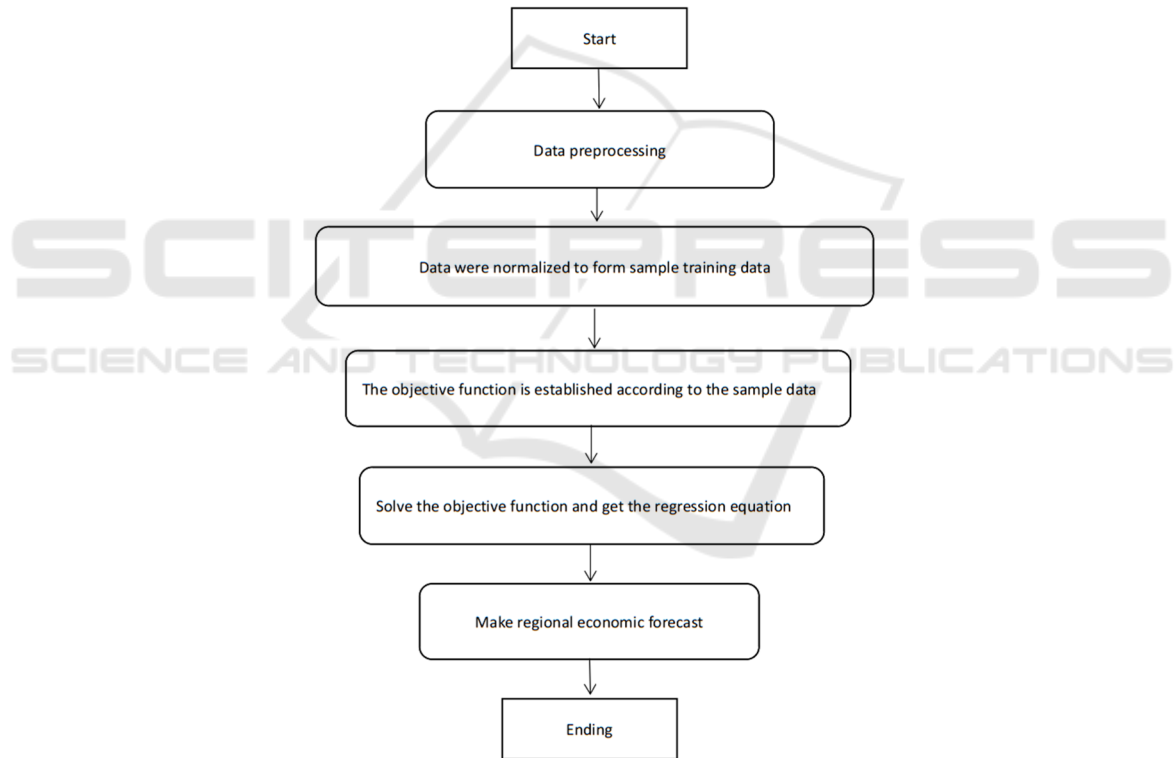 Start
Data preprocessing
SCITEPRESS
Data were normalized to form sample training data
SCIENCE AND TECHNOLOGY PUBLICATIONS
The objective function is established according to the sample data
Solve the objective function and get the regression equation
Make regional economic forecast
Ending